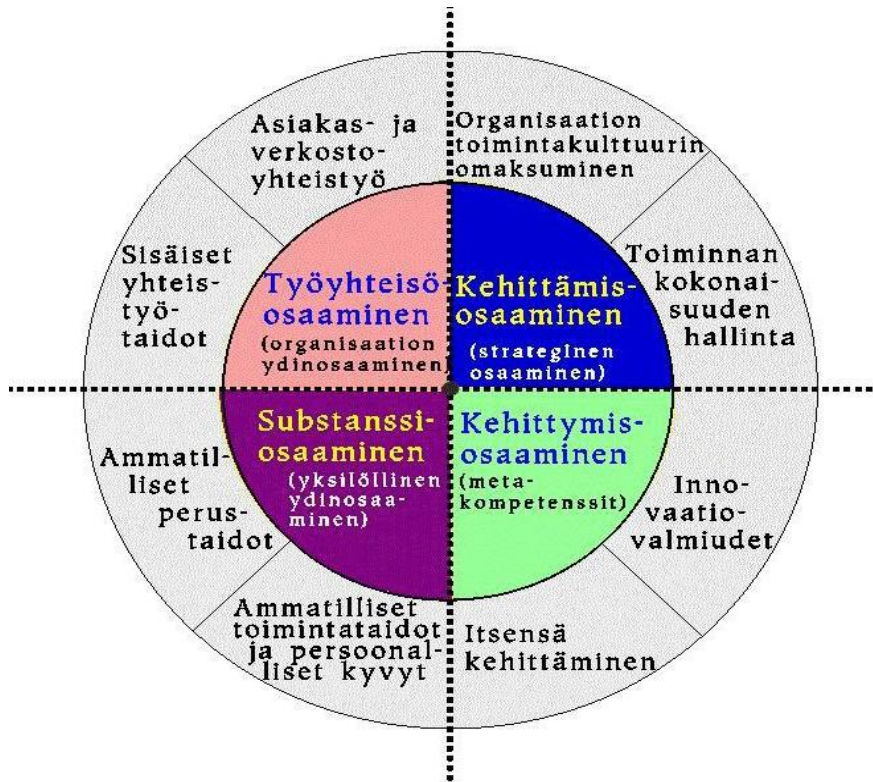 Asiakas- ja
verkosto-
yhteistyö
Organisaation
toimintakulttuurin
omaksuminen
Sisäiset
yhteis-
työ-
taidot
Toiminnan
kokonai-
suuden
hallinta
Työyhteisö-
osaaminen
(organisaation
ydinosaaminen)
Kehittämis-
osaaminen
(strateginen
osaaminen)
Substanssi-
osaaminen
(yksilöllinen
ydinosaa-
minen)
Kehittymis-
osaaminen
(meta-
kompetenssit)
Ammatil-
liset
perus-
taidot
Inno-
vaatio-
valmiudet
Ammatilliset
toimintataidot
ja persoonal-
liset kyvyt
Itsensä
kehittäminen